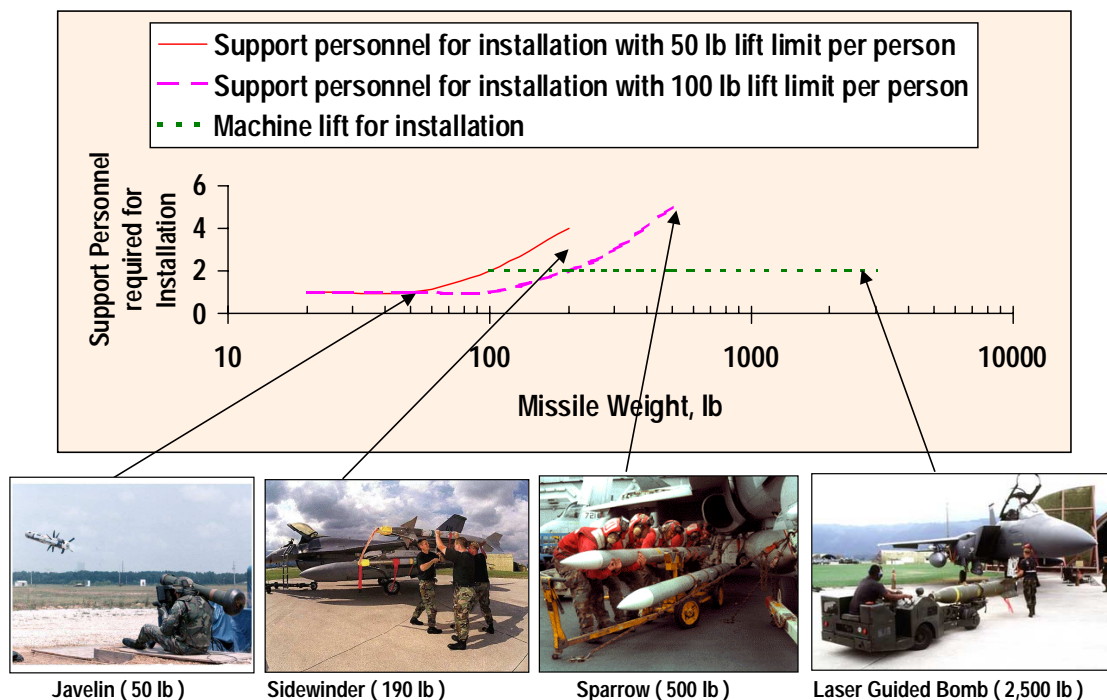 Support personnel for installation with 50 lb lift limit per person
Support personnel for installation with 100 lb lift limit per person
Machine lift for installation
Support Personnel
required for
Installation
6
4
2
0
10
100
1000
10000
Missile Weight, lb
Javelin ( 50 lb )
Sidewinder ( 190 lb )
Sparrow ( 500 lb )
Laser Guided Bomb ( 2,500 lb )